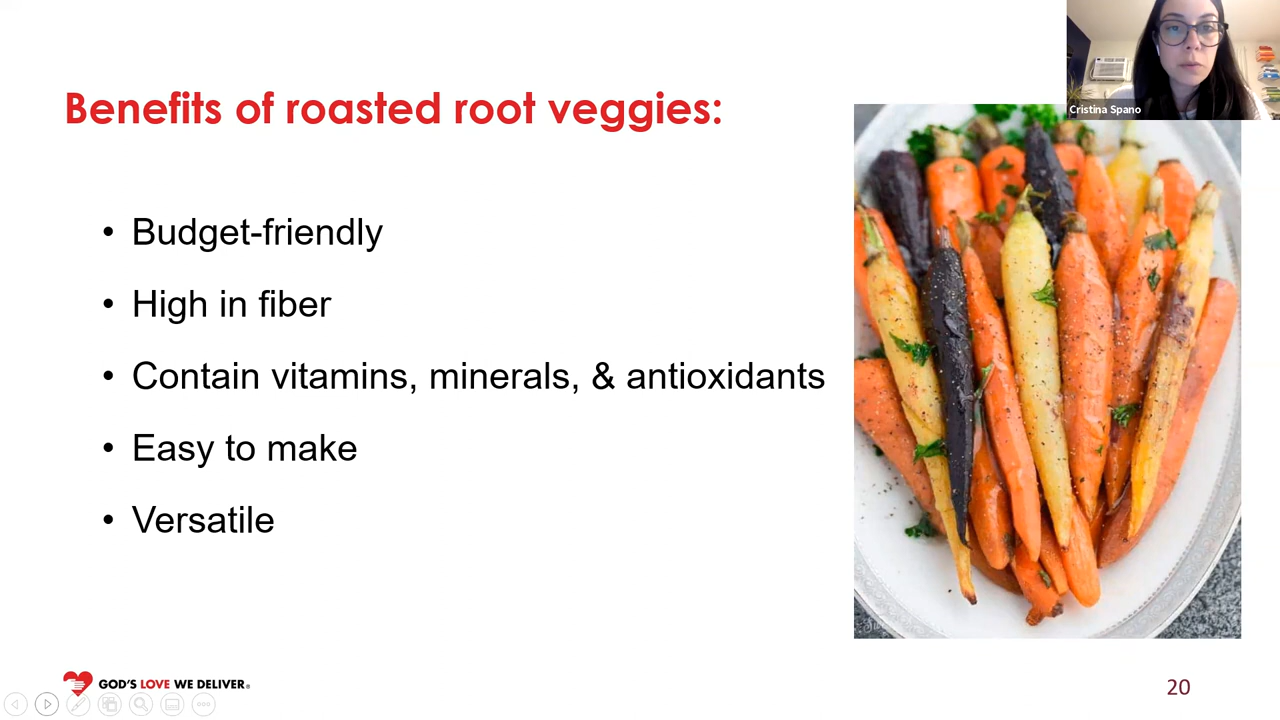 Cristina Spano
Benefits of roasted root veggies:
• Budget-friendly
• High in fiber
• Contain vitamins, minerals, & antioxidants
• Easy to make
• Versatile
GOD'S LOVE WE DELIVER®
20